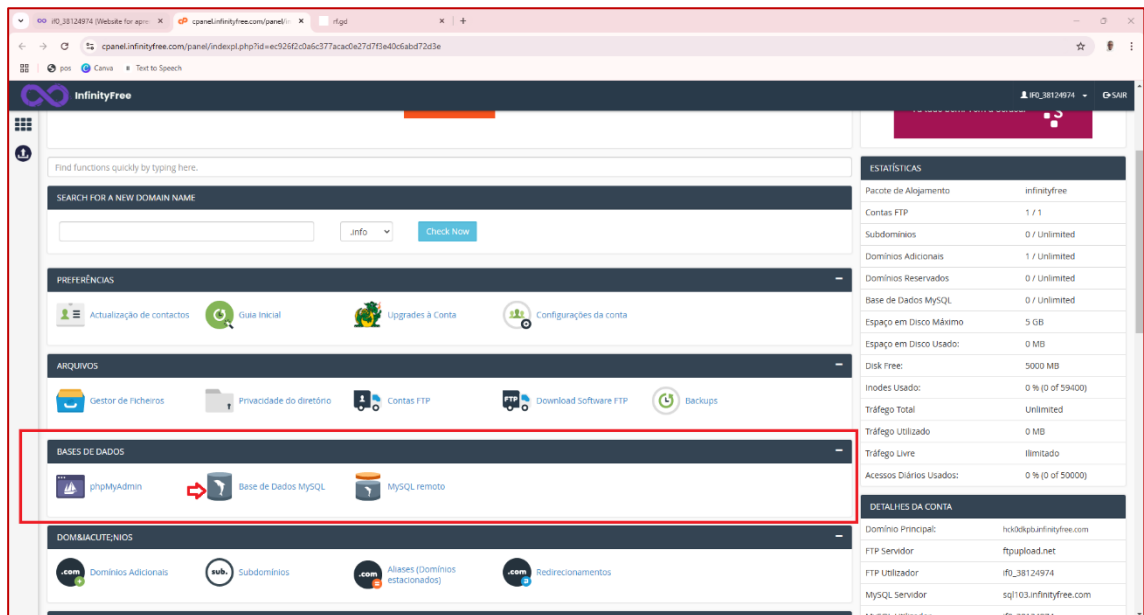 if0_38124974 (Website for apre
cpanel.infinityfree.com/panel/in
rf.gd
cpanel.infinityfree.com/panel/indexpl.php?id=ec926f2c0a6c377acac0e27d7f3e40c6abd72d3e
pos
Canva
Text to Speech
InfinityFree
IF0_38124974
SAIR
Find functions quickly by typing here.
SEARCH FOR A NEW DOMAIN NAME
.info
Check Now
PREFERÊNCIAS
Actualização de contactos
Guia Inicial
Upgrades à Conta
Configurações da conta
ARQUIVOS
Gestor de Ficheiros
Privacidade do diretório
Contas FTP
FTP
Download Software FTP
Backups
BASES DE DADOS
phpMyAdmin
Base de Dados MySQL
MySQL remoto
DOM&IACUTE;NIOS
.com
Domínios Adicionais
sub.
Subdomínios
.com
Aliases (Domínios
estacionados)
.com
Redirecionamentos
ESTATÍSTICAS
Pacote de Alojamento infinityfree
Contas FTP 1 / 1
Subdomínios 0 / Unlimited
Domínios Adicionais 1 / Unlimited
Domínios Reservados 0 / Unlimited
Base de Dados MySQL 0 / Unlimited
Espaço em Disco Máximo 5 GB
Espaço em Disco Usado: 0 MB
Disk Free: 5000 MB
Inodes Usado: 0 % (0 of 59400)
Tráfego Total Unlimited
Tráfego Utilizado 0 MB
Tráfego Livre Ilimitado
Acessos Diários Usados: 0 % (0 of 50000)
DETALHES DA CONTA
Domínio Principal: hck0dkpb.infinityfree.com
FTP Servidor ftpupload.net
FTP Utilizador if0_38124974
MySQL Servidor sql103.infinityfree.com